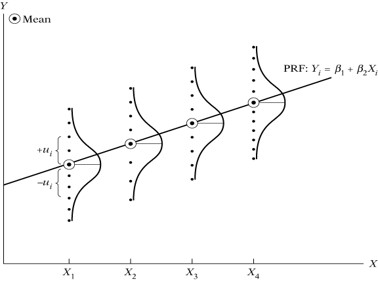 Y
Mean
PRF: Yᵢ = β₁ + β₂Xᵢ
+uᵢ
−uᵢ
X
X₁ X₂ X₃ X₄